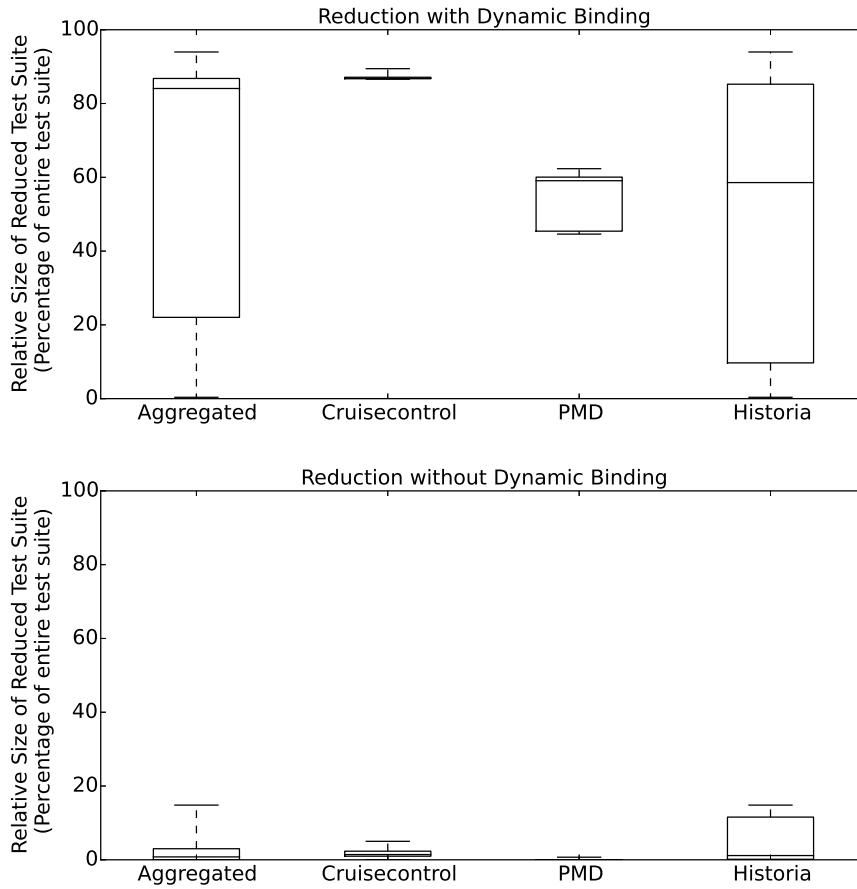 Reduction with Dynamic Binding
Relative Size of Reduced Test Suite
(Percentage of entire test suite)
100
80
60
40
20
0
Aggregated
Cruisecontrol
PMD
Historia
Reduction without Dynamic Binding
Relative Size of Reduced Test Suite
(Percentage of entire test suite)
100
80
60
40
20
0
Aggregated
Cruisecontrol
PMD
Historia